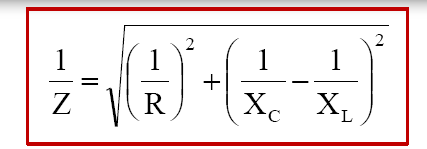 1/Z = √((1/R)² + (1/X_C − 1/X_L)²)